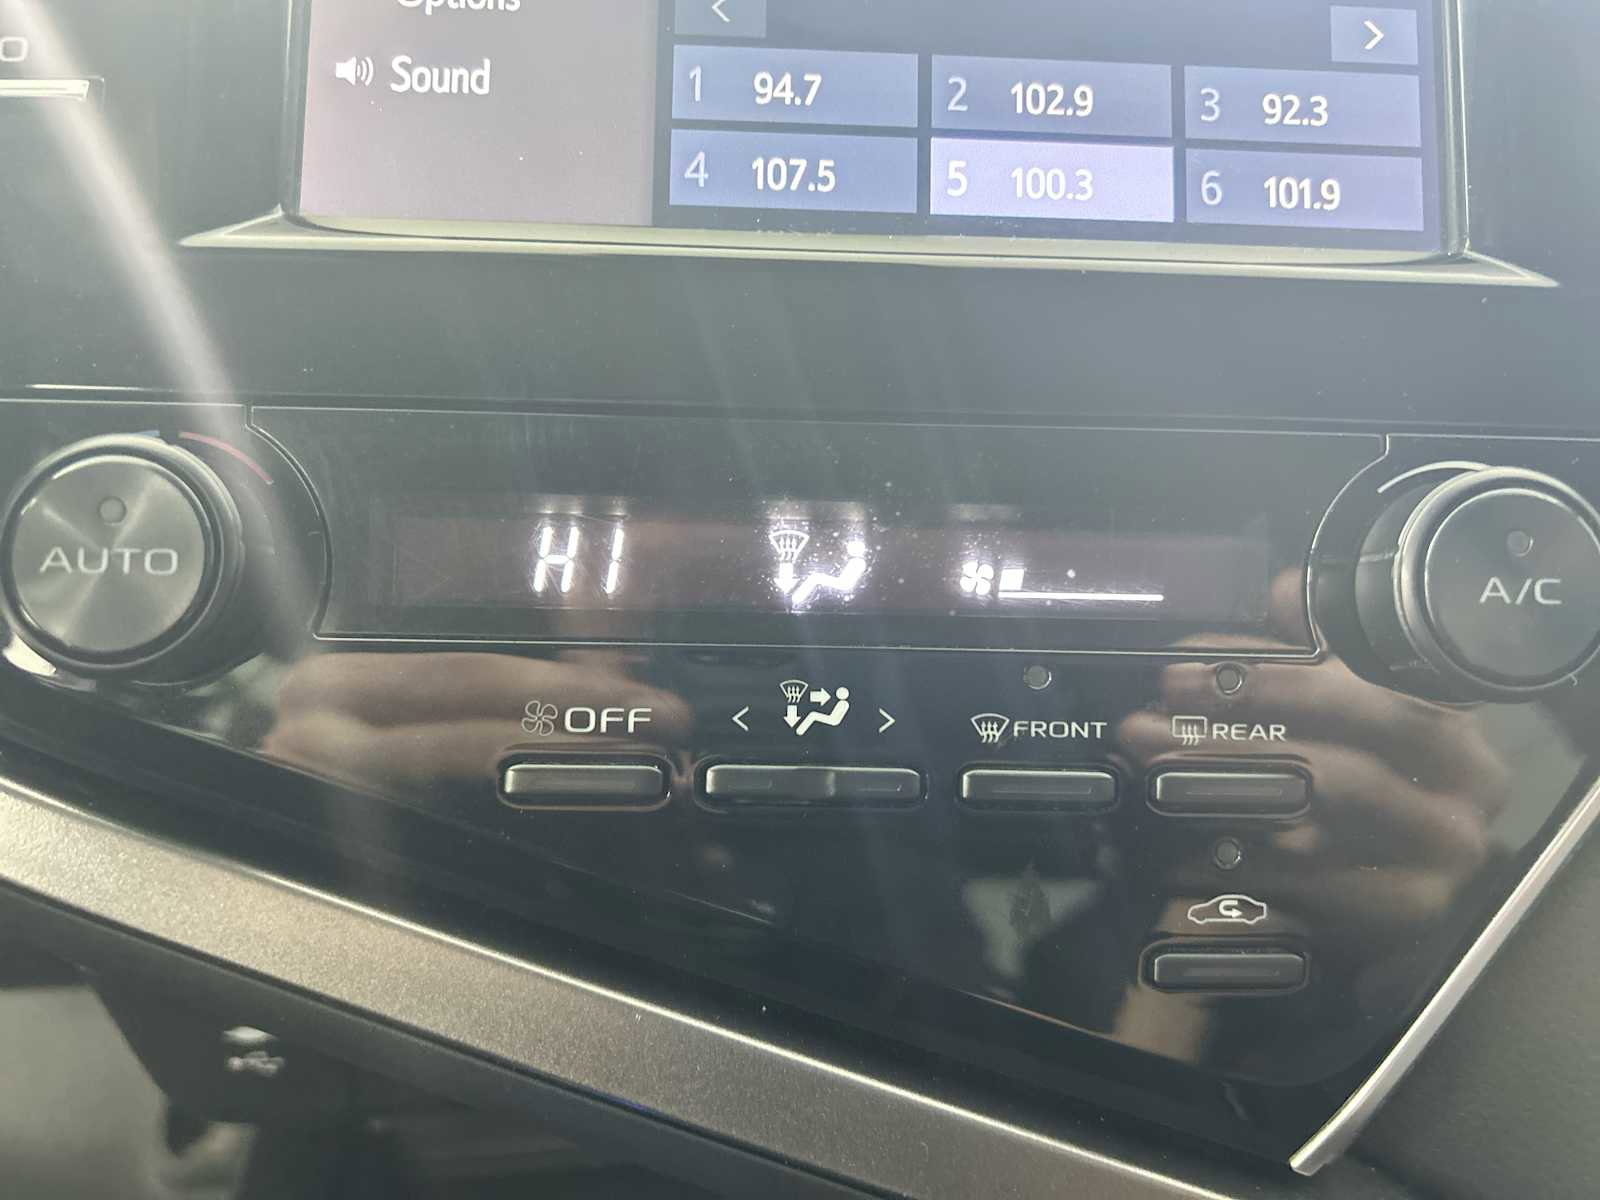 Options
Sound
1 94.7
2 102.9
3 92.3
4 107.5
5 100.3
6 101.9
AUTO
HI
A/C
OFF
< >
FRONT
REAR